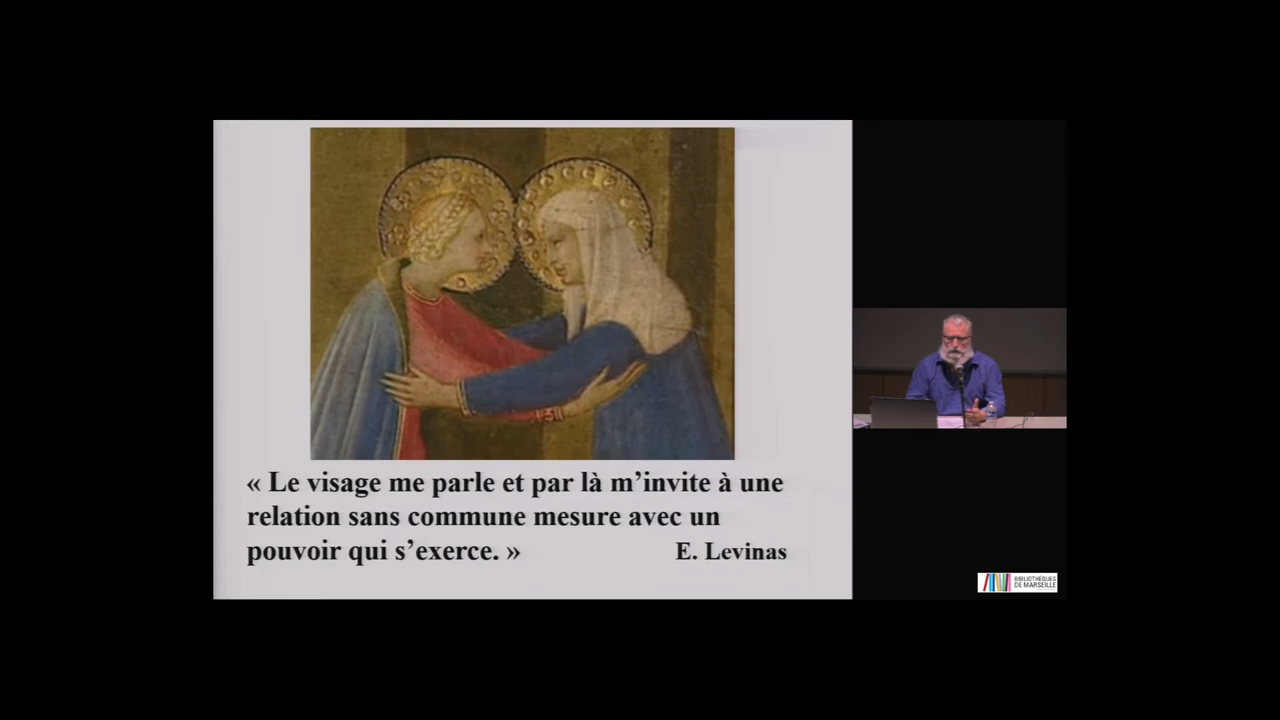 « Le visage me parle et par là m’invite à une
relation sans commune mesure avec un
pouvoir qui s’exerce. »
E. Levinas
BIBLIOTHÈQUES
DE MARSEILLE